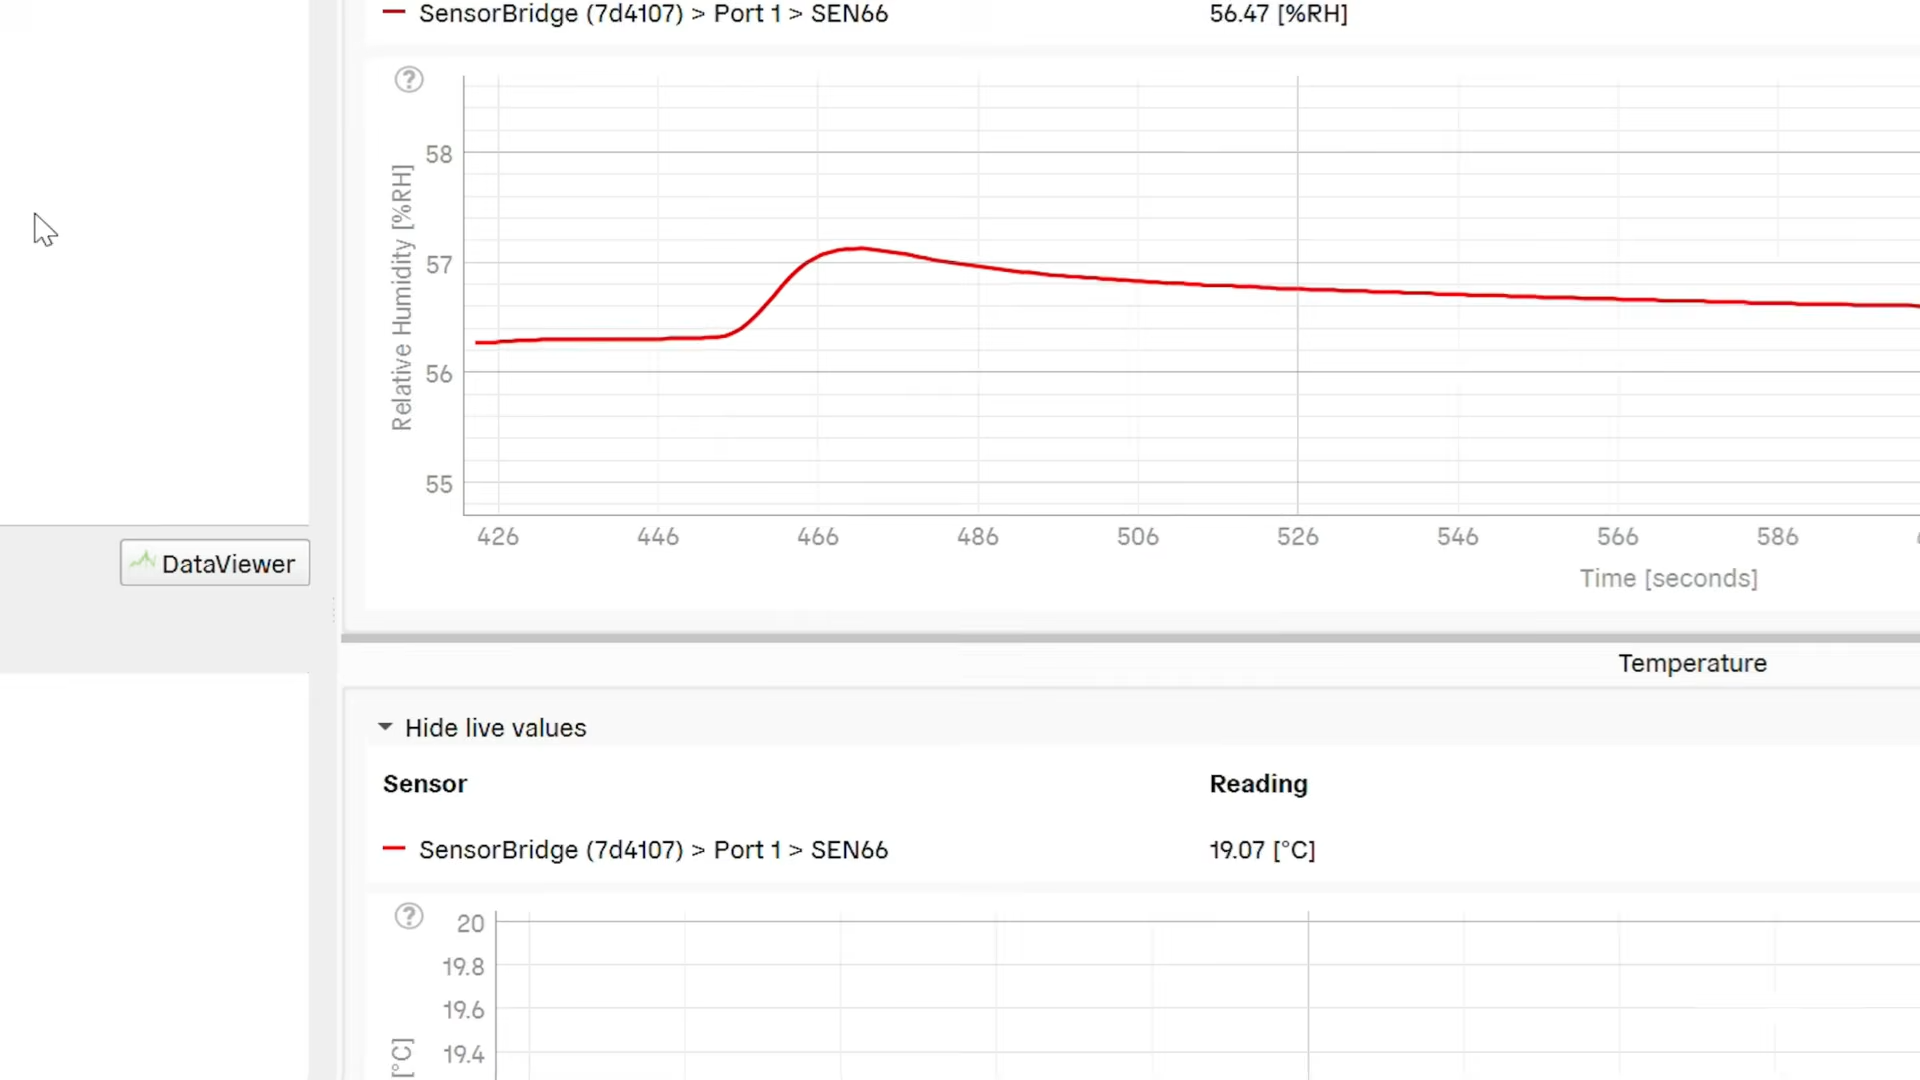 SensorBridge (7d4107) > Port 1 > SEN66 56.47 [%RH]
?
58
57
56
55
Relative Humidity [%RH]
426 446 466 486 506 526 546 566 586
Time [seconds]
DataViewer
Temperature
Hide live values
Sensor Reading
SensorBridge (7d4107) > Port 1 > SEN66 19.07 [°C]
?
20
19.8
19.6
19.4
[°C]